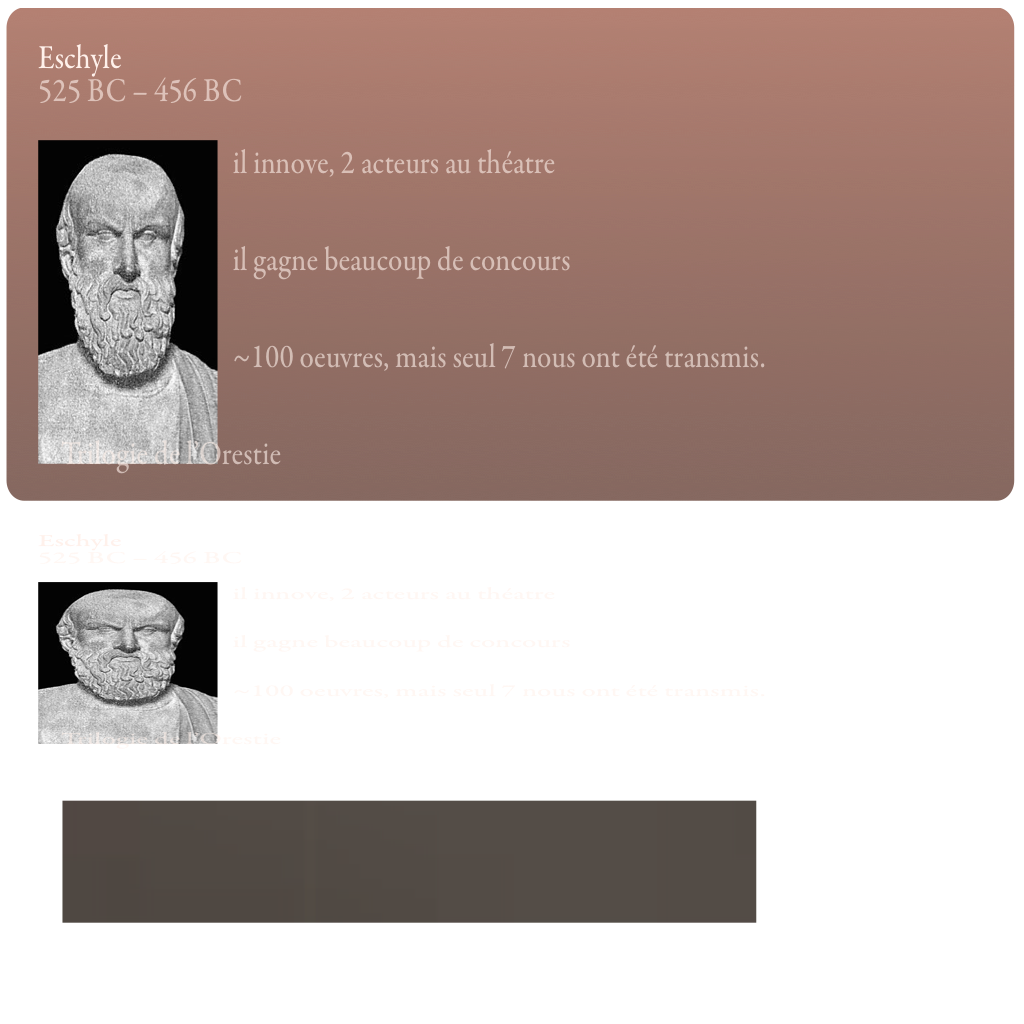 Eschyle
525 BC – 456 BC
il innove, 2 acteurs au théatre
il gagne beaucoup de concours
~100 oeuvres, mais seul 7 nous ont été transmis.
Trilogie de l'Orestie
Eschyle
525 BC – 456 BC
il innove, 2 acteurs au théatre
il gagne beaucoup de concours
~100 oeuvres, mais seul 7 nous ont été transmis.
Trilogie de l'Orestie